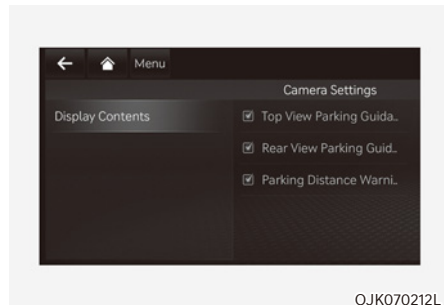 Menu
Camera Settings
Display Contents
Top View Parking Guida..
Rear View Parking Guid..
Parking Distance Warni..
OJK070212L